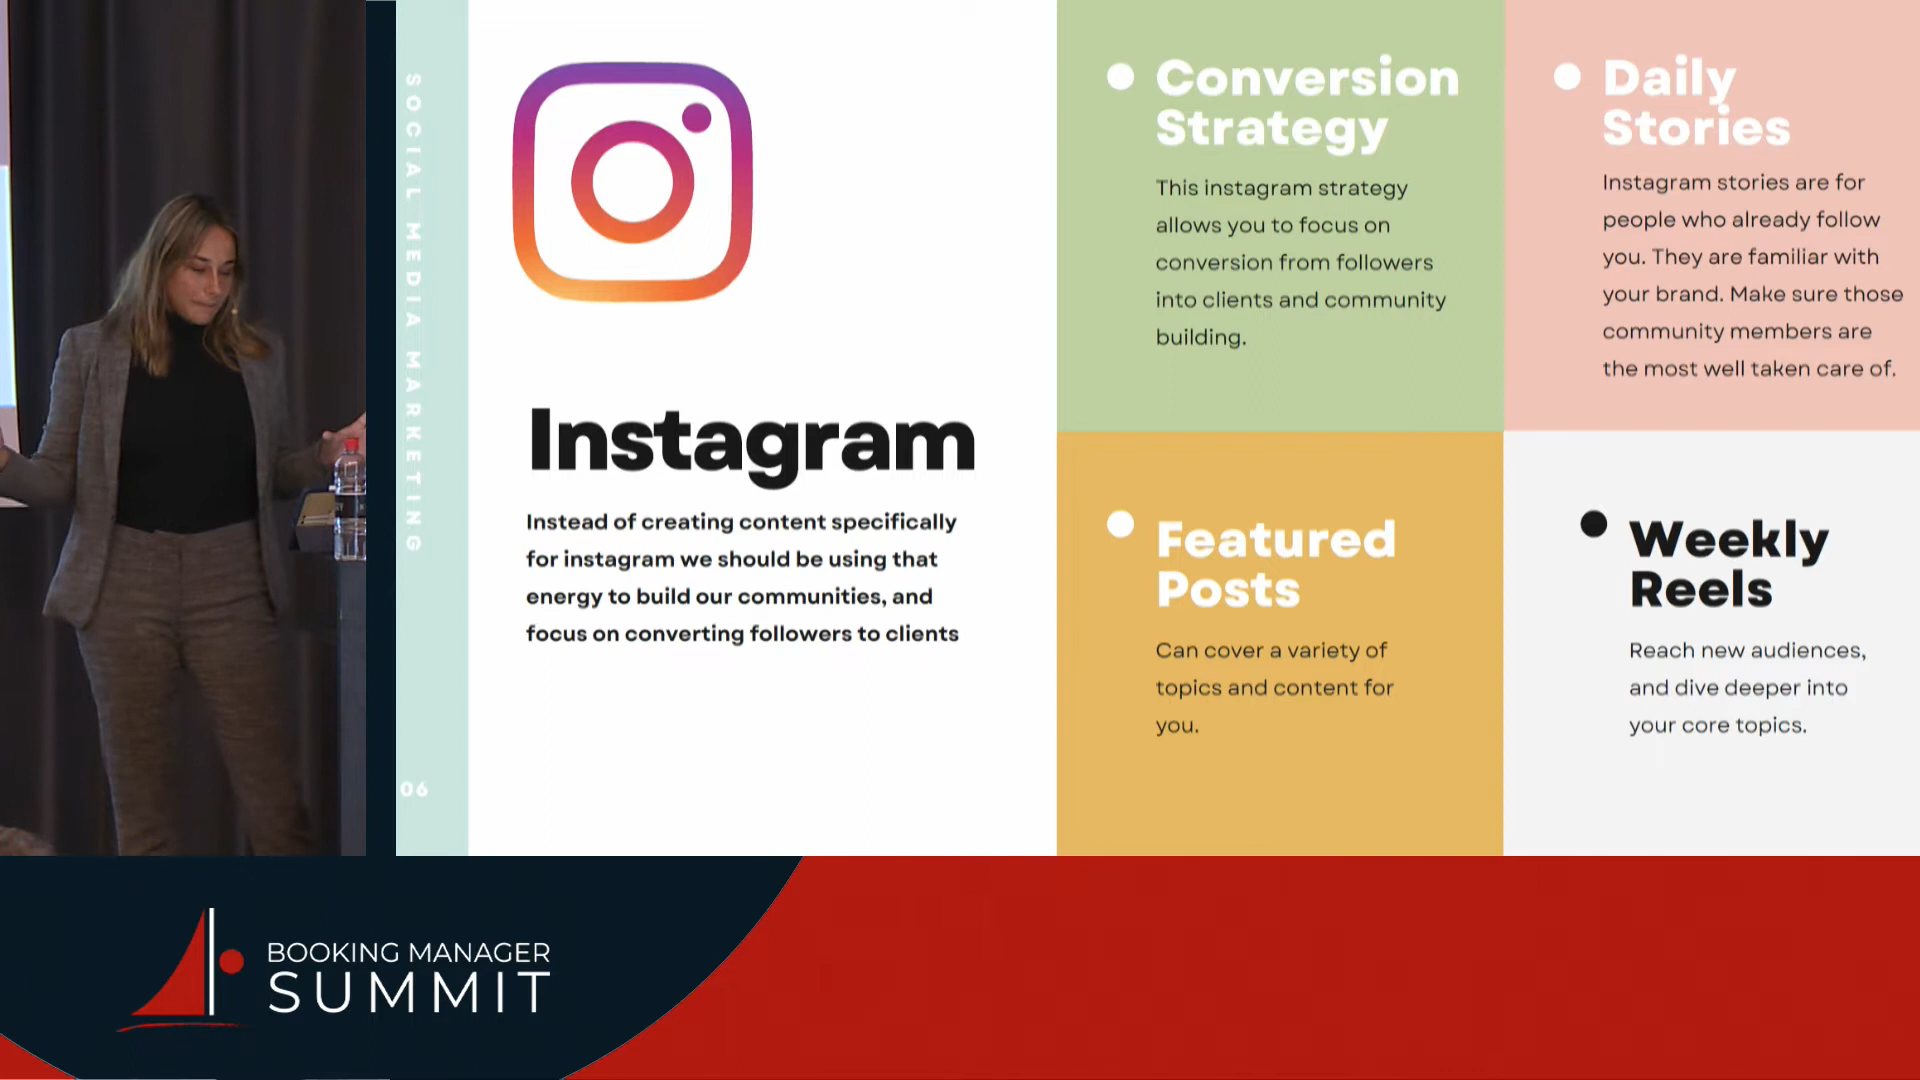 SOCIAL MEDIA MARKETING
06
Instagram
Instead of creating content specifically
for instagram we should be using that
energy to build our communities, and
focus on converting followers to clients
Conversion
Strategy
This instagram strategy
allows you to focus on
conversion from followers
into clients and community
building.
Daily
Stories
Instagram stories are for
people who already follow
you. They are familiar with
your brand. Make sure those
community members are
the most well taken care of.
Featured
Posts
Can cover a variety of
topics and content for
you.
Weekly
Reels
Reach new audiences,
and dive deeper into
your core topics.
BOOKING MANAGER
SUMMIT